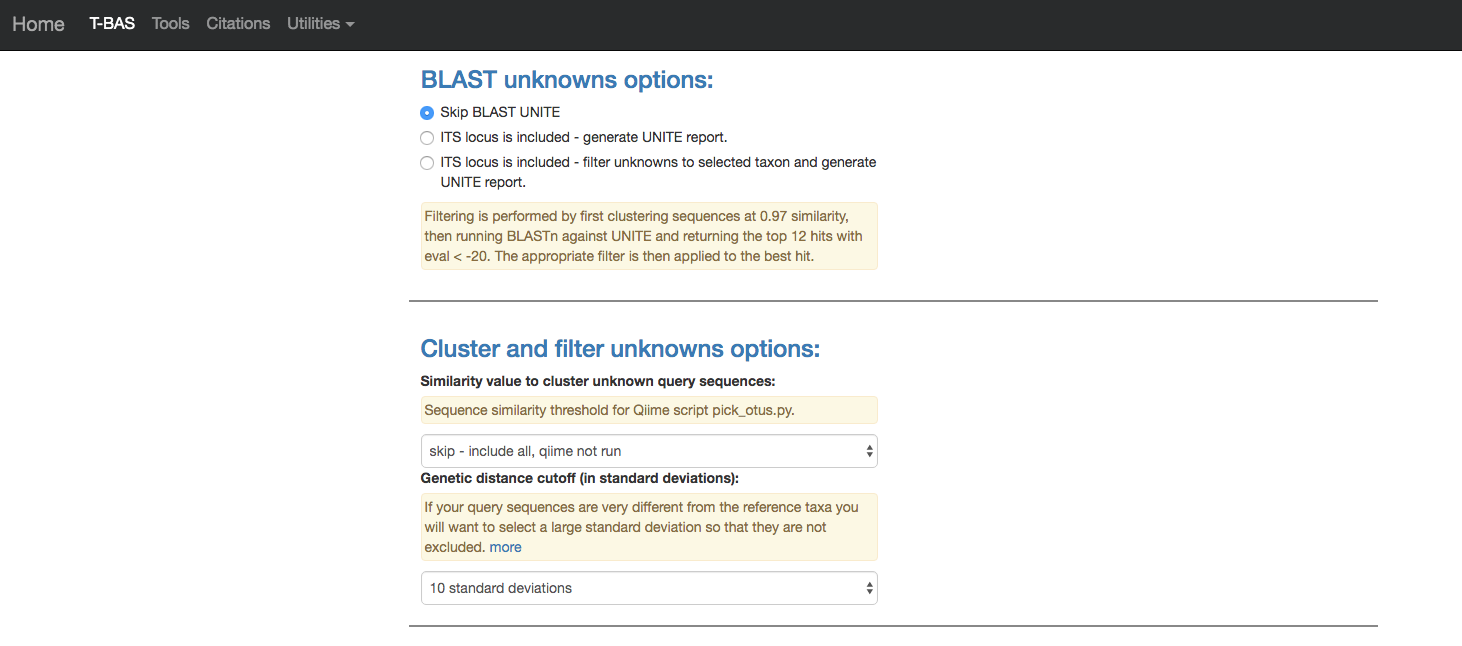 Home T-BAS Tools Citations Utilities
BLAST unknowns options:
Skip BLAST UNITE
ITS locus is included - generate UNITE report.
ITS locus is included - filter unknowns to selected taxon and generate
UNITE report.
Filtering is performed by first clustering sequences at 0.97 similarity,
then running BLASTn against UNITE and returning the top 12 hits with
eval < -20. The appropriate filter is then applied to the best hit.
Cluster and filter unknowns options:
Similarity value to cluster unknown query sequences:
Sequence similarity threshold for Qiime script pick_otus.py.
skip - include all, qiime not run
Genetic distance cutoff (in standard deviations):
If your query sequences are very different from the reference taxa you
will want to select a large standard deviation so that they are not
excluded. more
10 standard deviations